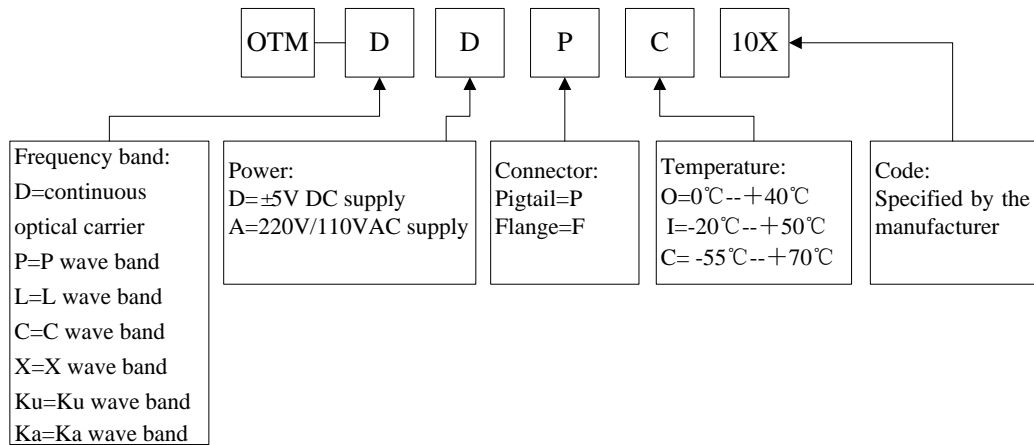 OTM D D P C 10X
Frequency band:
D=continuous
optical carrier
P=P wave band
L=L wave band
C=C wave band
X=X wave band
Ku=Ku wave band
Ka=Ka wave band
Power:
D=±5V DC supply
A=220V/110VAC supply
Connector:
Pigtail=P
Flange=F
Temperature:
O=0℃--＋40℃
I=-20℃--＋50℃
C= -55℃--＋70℃
Code:
Specified by the
manufacturer